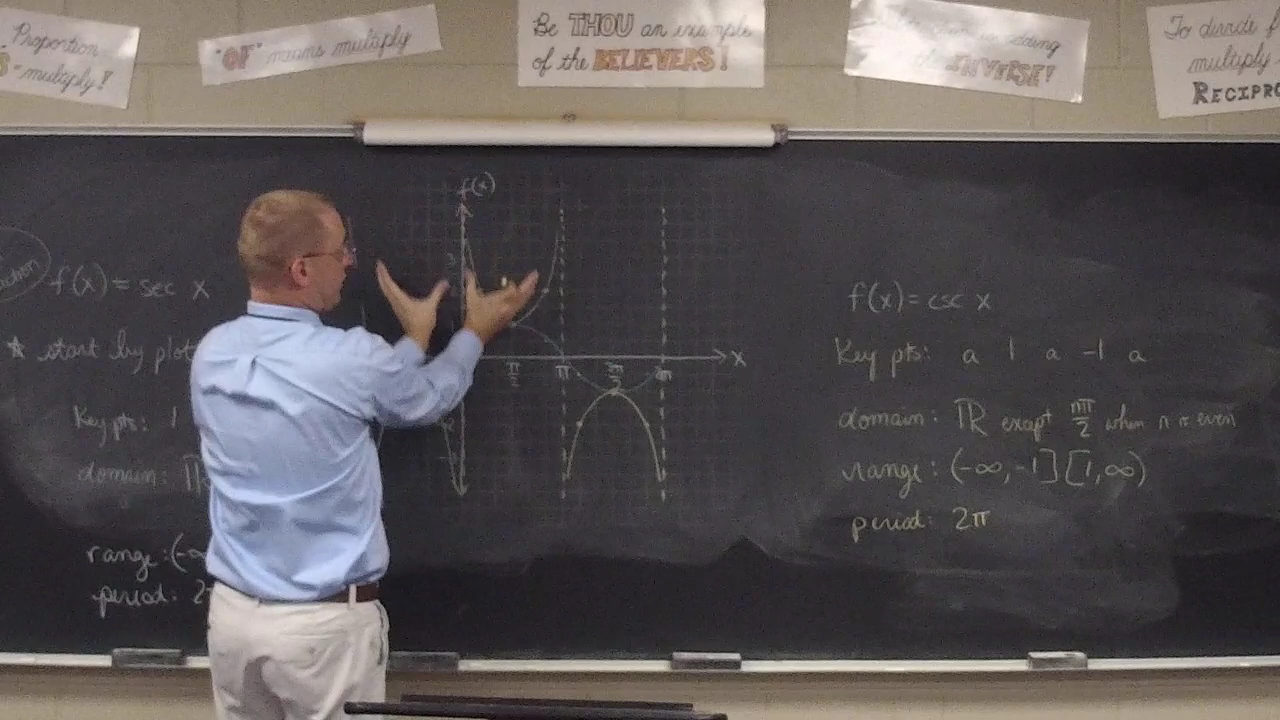 Proportion
"multiply!
"OF" means multiply
Be THOU an example
of the BELIEVERS!
INVERSE!
To divide
multiply
f(x)
f(x) = sec x
★ start by plot
Key pts: 1
domain: ℝ
range: (-∞
period: 2
3
π/2
π
3π/2
x
f(x) = csc x
Key pts: a 1 a -1 a
domain: ℝ except nπ/2 when n is even
range: (-∞, -1] [1, ∞)
period: 2π